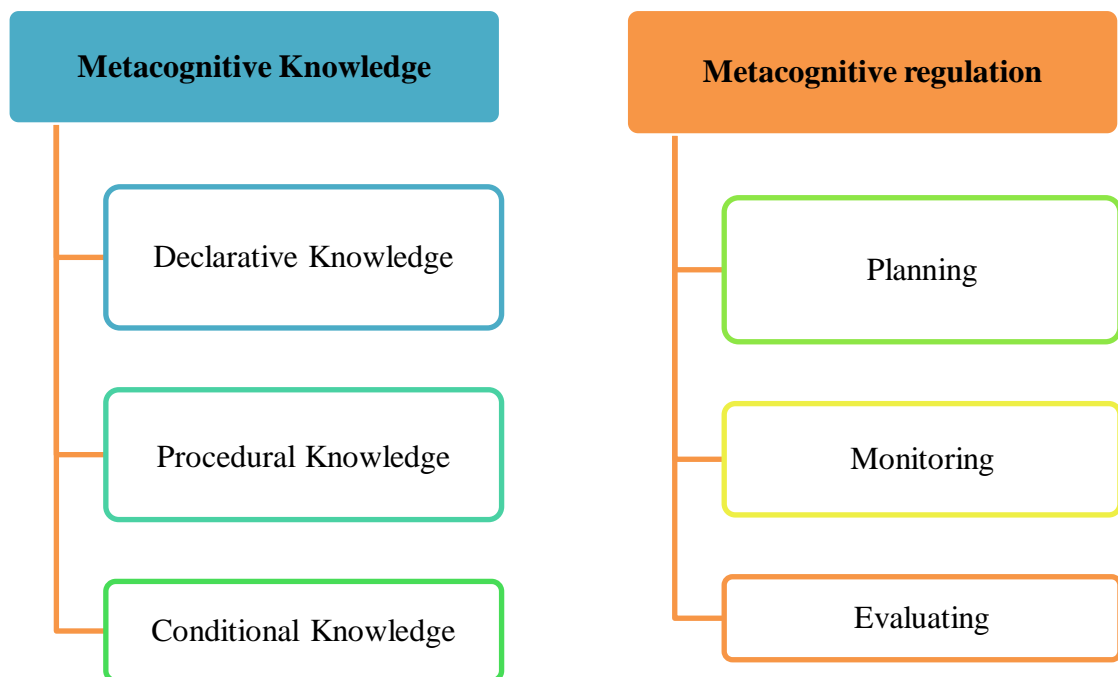 Metacognitive Knowledge
Declarative Knowledge
Procedural Knowledge
Conditional Knowledge
Metacognitive regulation
Planning
Monitoring
Evaluating